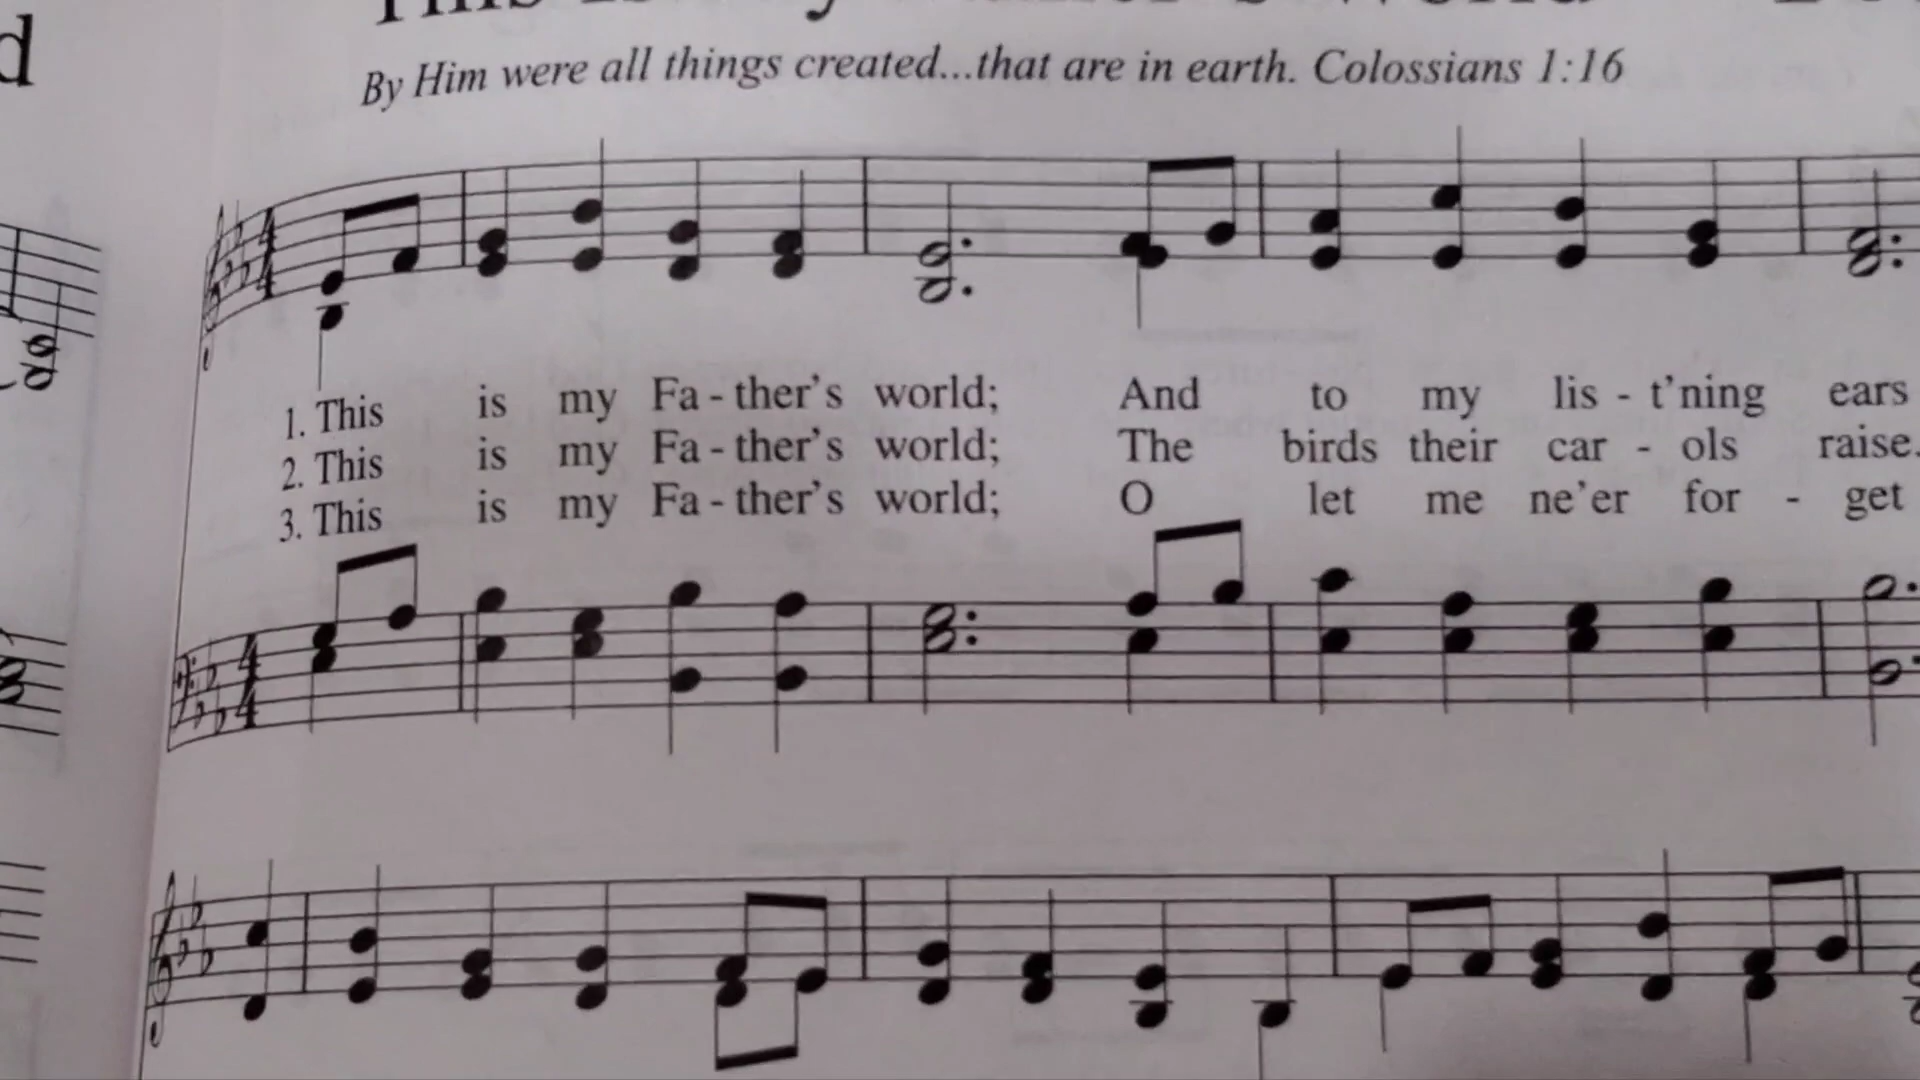 By Him were all things created...that are in earth. Colossians 1:16
1. This is my Fa - ther's world; And to my lis - t'ning ears
2. This is my Fa - ther's world; The birds their car - ols raise.
3. This is my Fa - ther's world; O let me ne'er for - get